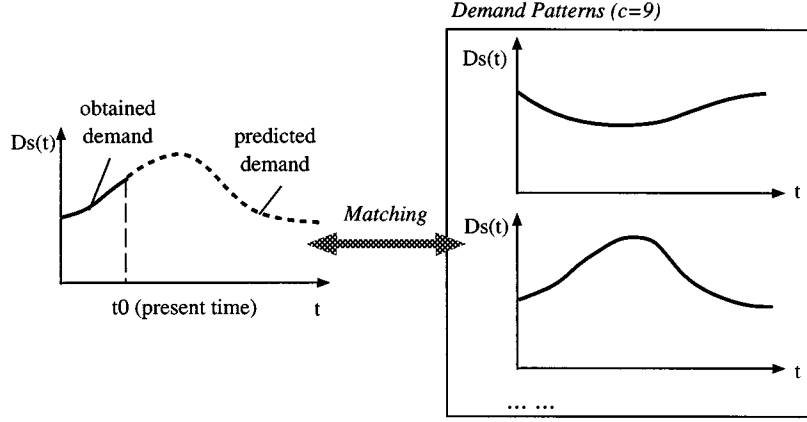 Demand Patterns (c=9)
Ds(t)
t
Ds(t)
t
... ...
obtained
demand
predicted
demand
Ds(t)
t0 (present time)
t
Matching